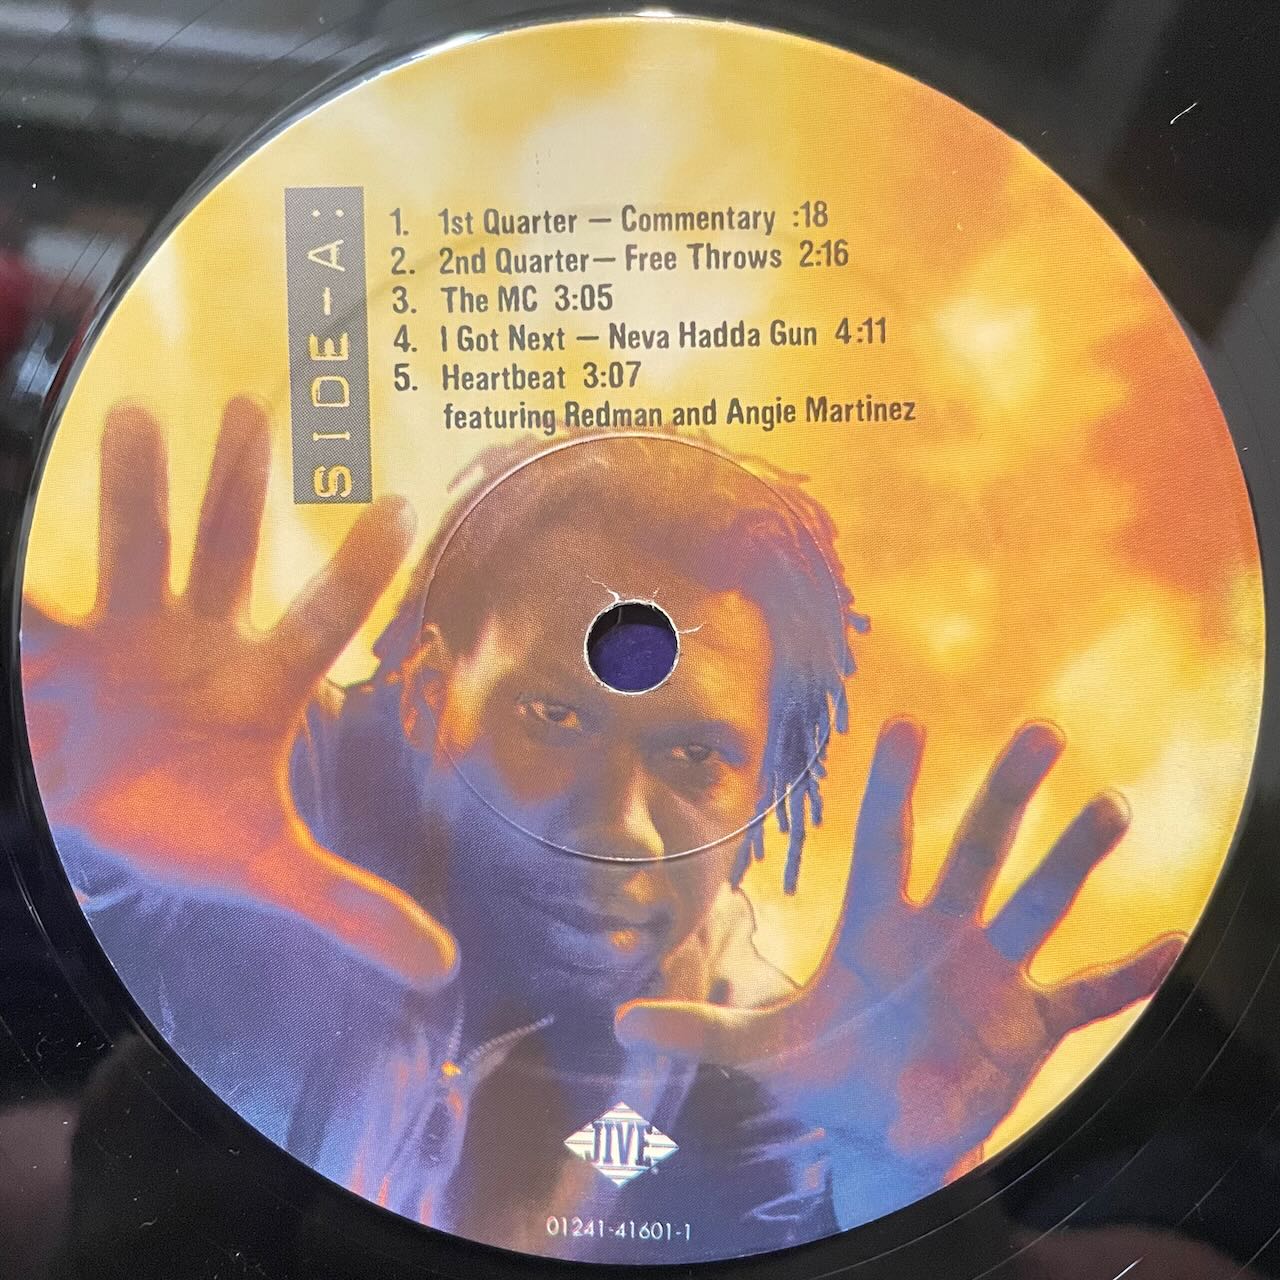 SIDE-A:
1. 1st Quarter — Commentary :18
2. 2nd Quarter— Free Throws 2:16
3. The MC 3:05
4. I Got Next — Neva Hadda Gun 4:11
5. Heartbeat 3:07
featuring Redman and Angie Martinez
JIVE
01241-41601-1